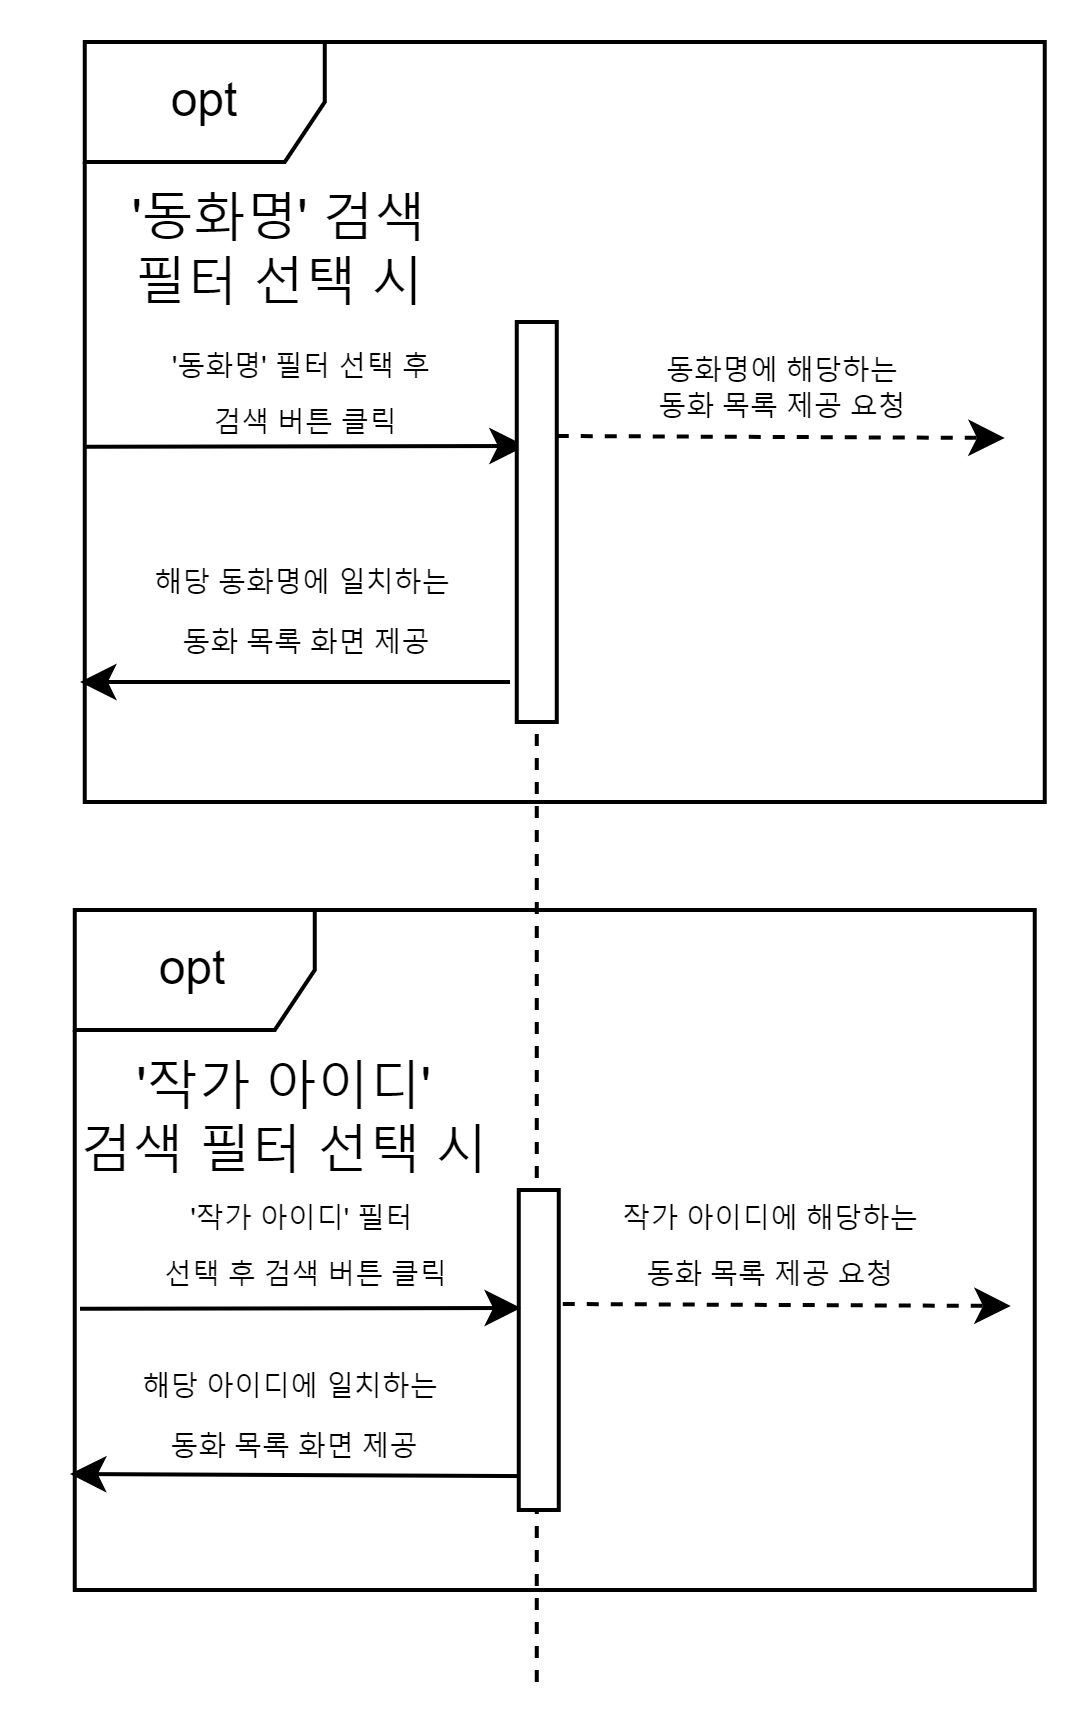 opt
'동화명' 검색
필터 선택 시
'동화명' 필터 선택 후
검색 버튼 클릭
동화명에 해당하는
동화 목록 제공 요청
해당 동화명에 일치하는
동화 목록 화면 제공
opt
'작가 아이디'
검색 필터 선택 시
'작가 아이디' 필터
선택 후 검색 버튼 클릭
작가 아이디에 해당하는
동화 목록 제공 요청
해당 아이디에 일치하는
동화 목록 화면 제공